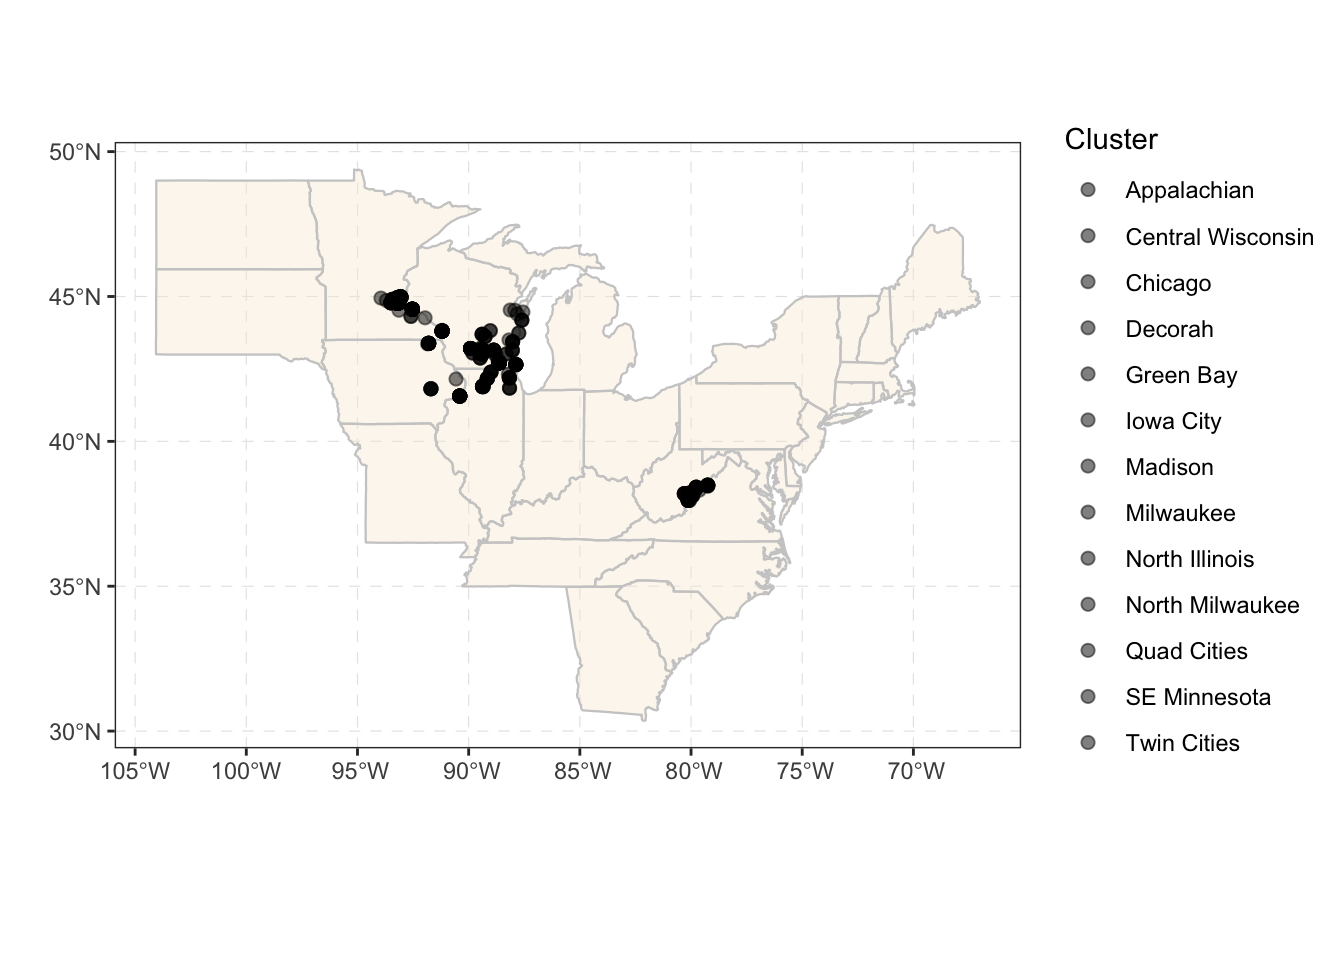 Cluster
Appalachian
Central Wisconsin
Chicago
Decorah
Green Bay
Iowa City
Madison
Milwaukee
North Illinois
North Milwaukee
Quad Cities
SE Minnesota
Twin Cities
50°N
45°N
40°N
35°N
30°N
105°W 100°W 95°W 90°W 85°W 80°W 75°W 70°W